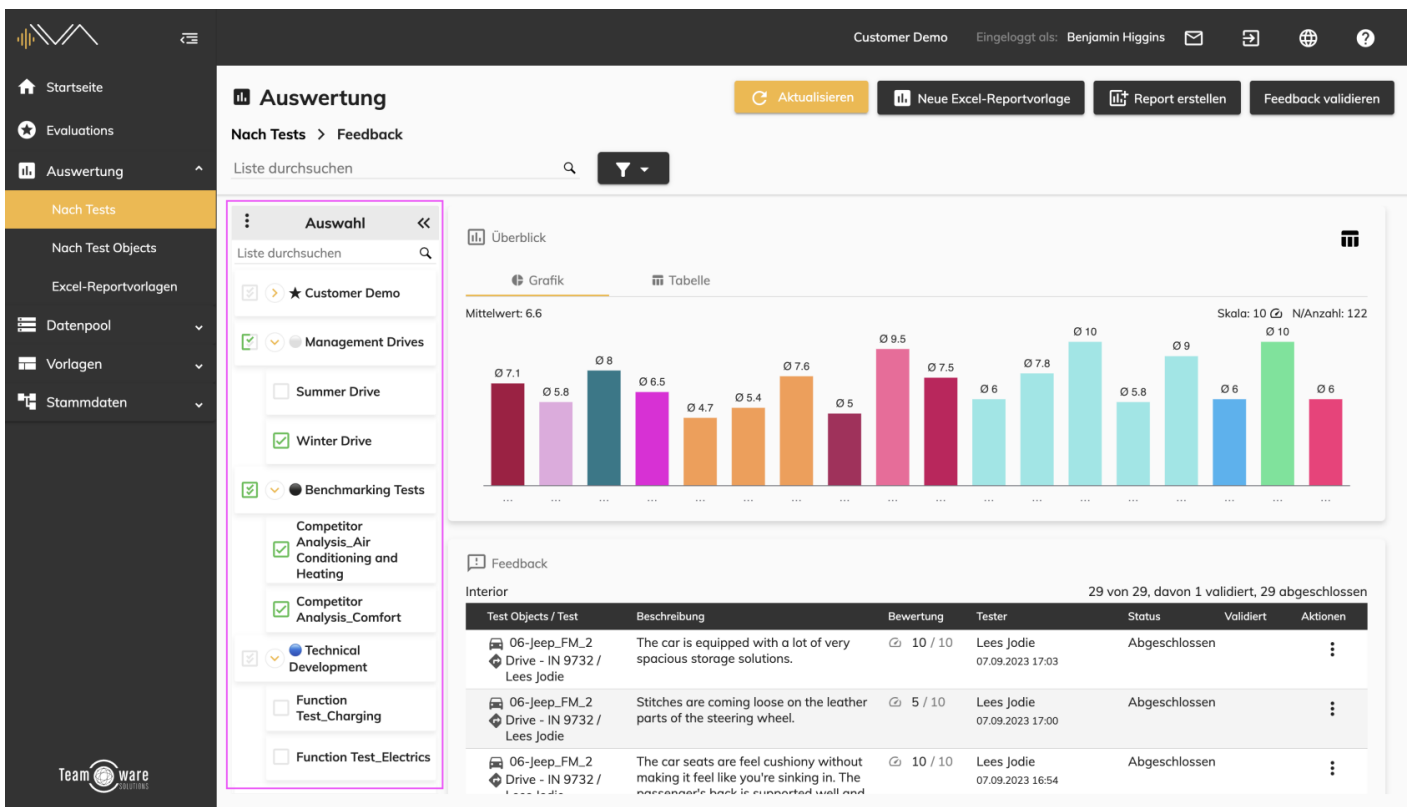 Customer Demo Eingeloggt als: Benjamin Higgins
Startseite
Evaluations
Auswertung
Nach Tests
Nach Test Objects
Excel-Reportvorlagen
Datenpool
Vorlagen
Stammdaten
Team ware
SOLUTIONS
Auswertung
Aktualisieren
Neue Excel-Reportvorlage
Report erstellen
Feedback validieren
Nach Tests > Feedback
Liste durchsuchen
Auswahl
Liste durchsuchen
Customer Demo
Management Drives
Summer Drive
Winter Drive
Benchmarking Tests
Competitor
Analysis_Air
Conditioning and
Heating
Competitor
Analysis_Comfort
Technical
Development
Function
Test_Charging
Function Test_Electrics
Überblick
Grafik
Tabelle
Mittelwert: 6.6
Skala: 10 N/Anzahl: 122
Ø 7.1
Ø 5.8
Ø 8
Ø 6.5
Ø 4.7
Ø 5.4
Ø 7.6
Ø 5
Ø 9.5
Ø 7.5
Ø 6
Ø 7.8
Ø 10
Ø 5.8
Ø 9
Ø 6
Ø 10
Ø 6
... ... ... ... ... ... ... ... ... ... ... ... ... ... ... ... ... ...
Feedback
Interior
29 von 29, davon 1 validiert, 29 abgeschlossen
Test Objects / Test Beschreibung Bewertung Tester Status Validiert Aktionen
06-Jeep_FM_2 The car is equipped with a lot of very 10 / 10 Lees Jodie Abgeschlossen
Drive - IN 9732 / spacious storage solutions. 07.09.2023 17:03
Lees Jodie
06-Jeep_FM_2 Stitches are coming loose on the leather 5 / 10 Lees Jodie Abgeschlossen
Drive - IN 9732 / parts of the steering wheel. 07.09.2023 17:00
Lees Jodie
06-Jeep_FM_2 The car seats are feel cushiony without 10 / 10 Lees Jodie Abgeschlossen
Drive - IN 9732 / making it feel like you're sinking in. The 07.09.2023 16:54
Lees Jodie passenger's back is supported well and